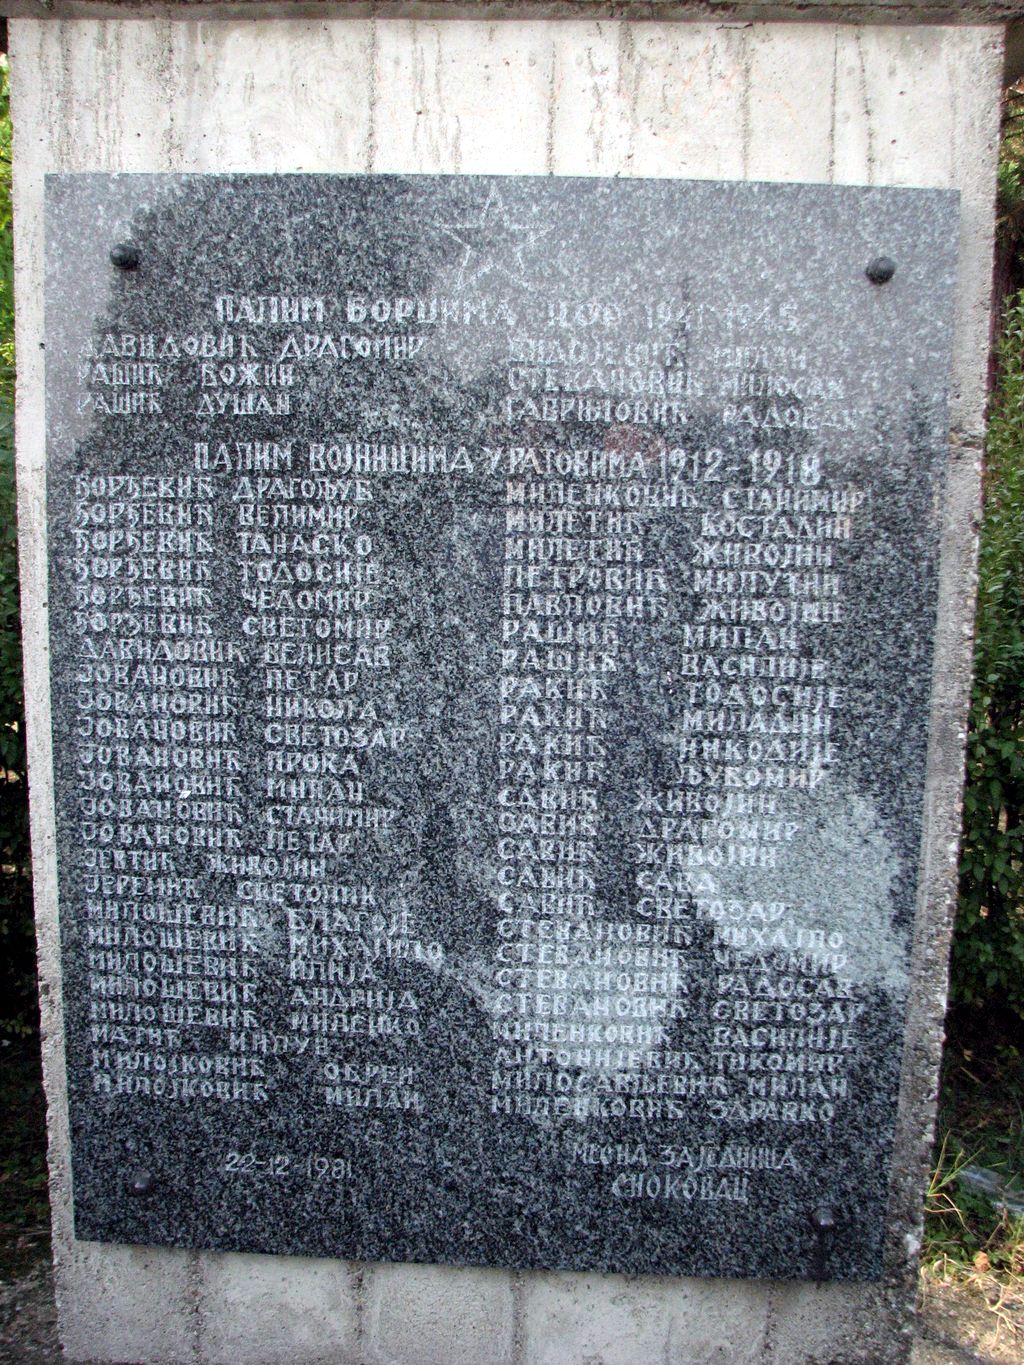 ПАЛИМ БОРЦИМА НОР 1941-1945
ДАВИДОВИЋ ДРАГОМИР
РАШИЋ БОЖИН
РАШИЋ ДУШАН
МИЛАН
СТЕВАНОВИЋ МИЛОСАВ
ГАВРИЛОВИЋ РАДОВАН
ПАЛИМ ВОЈНИЦИМА У РАТОВИМА 1912-1918
ЂОРЂЕВИЋ ДРАГОЉУБ
ЂОРЂЕВИЋ ВЕЛИМИР
ЂОРЂЕВИЋ ТАНАСКО
ЂОРЂЕВИЋ ТОДОСИЈЕ
ЂОРЂЕВИЋ ЧЕДОМИР
ЂОРЂЕВИЋ СВЕТОМИР
ДАВИДОВИЋ ВЕЛИСАВ
ЈОВАНОВИЋ ПЕТАР
ЈОВАНОВИЋ НИКОЛА
ЈОВАНОВИЋ СВЕТОЗАР
ЈОВАНОВИЋ ПРОКА
ЈОВАНОВИЋ МИЛАН
ЈОВАНОВИЋ СТАНИМИР
ЈОВАНОВИЋ ПЕТАР
ЈЕВТИЋ ЖИВОЈИН
ЈЕРЕНИЋ СВЕТОЛИК
МИЛОШЕВИЋ БЛАГОЈЕ
МИЛОШЕВИЋ МИХАЈЛО
МИЛОШЕВИЋ ИЛИЈА
МИЛОШЕВИЋ АНДРИЈА
МИЛОШЕВИЋ МИЛЕНКО
МАТИЋ МИЛУН
МИЛОЈКОВИЋ ОБРЕН
МИЛОЈКОВИЋ МИЛАН
МИЛЕНКОВИЋ СТАНИМИР
МИЛЕТИЋ КОСТАДИН
МИЛЕТИЋ ЖИВОЈИН
ПЕТРОВИЋ МИЛУТИН
ПАВЛОВИЋ ЖИВОЈИН
РАШИЋ МИЛАН
РАШИЋ ВАСИЛИЈЕ
РАКИЋ ТОДОСИЈЕ
РАКИЋ МИЛАДИН
РАКИЋ НИКОДИЈЕ
РАКИЋ ЉУБОМИР
САВИЋ ЖИВОЈИН
САВИЋ ДРАГОМИР
САВИЋ ЖИВОЈИН
САВИЋ САВА
САВИЋ СВЕТОЗАР
СТЕВАНОВИЋ МИХАЈЛО
СТЕВАНОВИЋ ЧЕДОМИР
СТЕВАНОВИЋ РАДОСАВ
СТЕВАНОВИЋ СВЕТОЗАР
МИЛЕНКОВИЋ ВАСИЛИЈЕ
АНТОНИЈЕВИЋ ТИХОМИР
МИЛОСАВЉЕВИЋ МИЛАН
МИЛЕНКОВИЋ ЗДРАВКО
22-12 1981
МЕСНА ЗАЈЕДНИЦА
СИОКОВАЦ